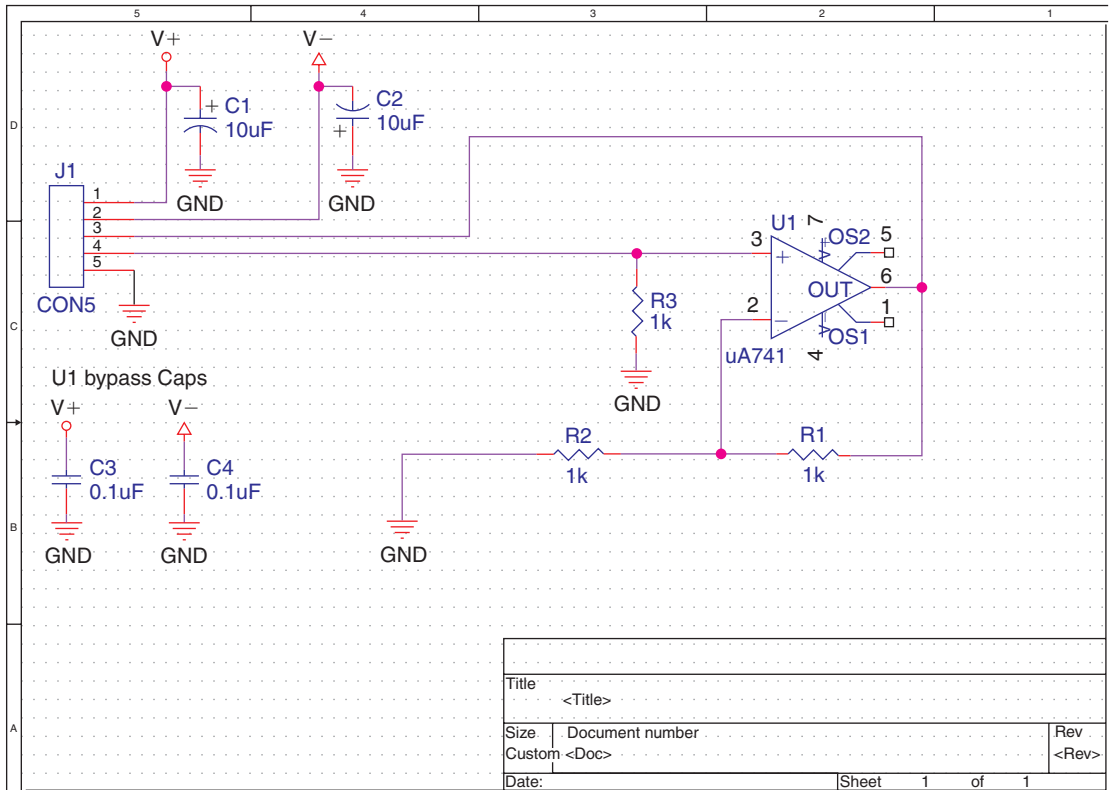 5 4 3 2 1
V+ V−
+ C1
10uF
C2
10uF
+
D
J1
GND GND
1
2
3
4
5
CON5
GND
U1
7
3
+
V+
OS2 5
OUT 6
2
−
V−
1
OS1
4
uA741
R3
1k
GND
C
U1 bypass Caps
V+ V−
C3
0.1uF
C4
0.1uF
GND GND
R2
1k
R1
1k
GND
B
A
Title
<Title>
Size Document number Rev
Custom <Doc> <Rev>
Date: Sheet 1 of 1